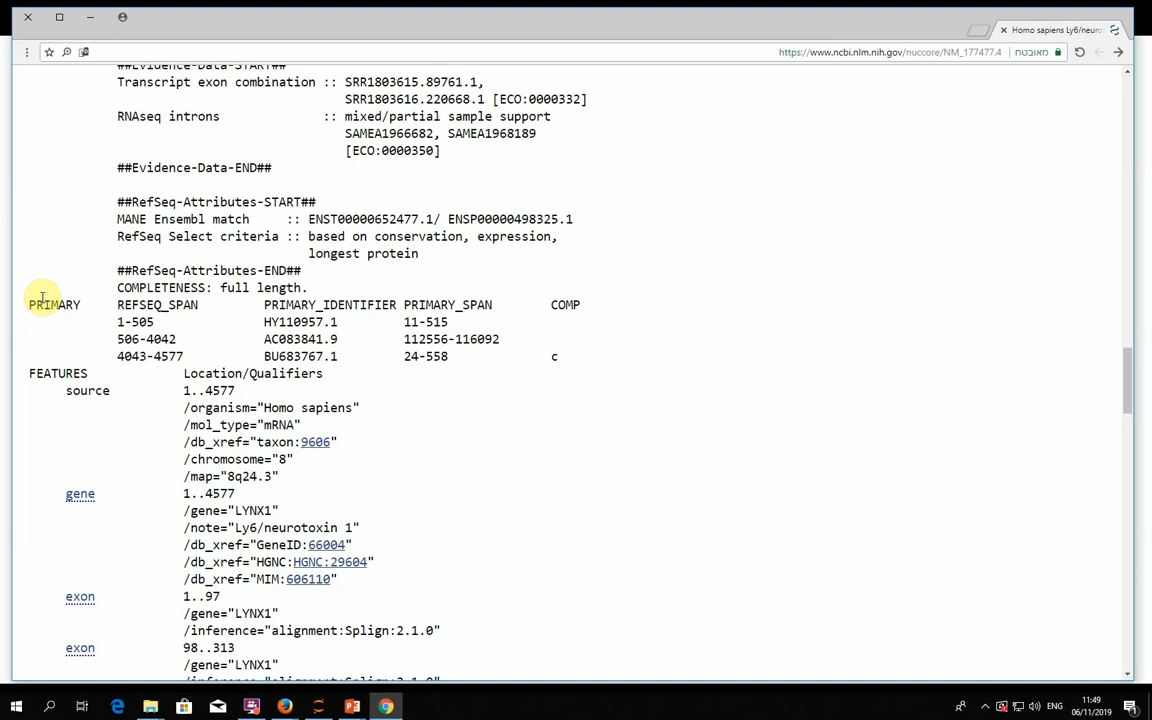 Homo sapiens Ly6/neuro
https://www.ncbi.nlm.nih.gov/nuccore/NM_177477.4
מאובטח
##Evidence-Data-START##
Transcript exon combination :: SRR1803615.89761.1,
SRR1803616.220668.1 [ECO:0000332]
RNAseq introns :: mixed/partial sample support
SAMEA1966682, SAMEA1968189
[ECO:0000350]
##Evidence-Data-END##
##RefSeq-Attributes-START##
MANE Ensembl match :: ENST00000652477.1/ ENSP00000498325.1
RefSeq Select criteria :: based on conservation, expression,
longest protein
##RefSeq-Attributes-END##
COMPLETENESS: full length.
PRIMARY REFSEQ_SPAN PRIMARY_IDENTIFIER PRIMARY_SPAN COMP
1-505 HY110957.1 11-515
506-4042 AC083841.9 112556-116092
4043-4577 BU683767.1 24-558 c
FEATURES Location/Qualifiers
source 1..4577
/organism="Homo sapiens"
/mol_type="mRNA"
/db_xref="taxon:9606"
/chromosome="8"
/map="8q24.3"
gene 1..4577
/gene="LYNX1"
/note="Ly6/neurotoxin 1"
/db_xref="GeneID:66004"
/db_xref="HGNC:HGNC:29604"
/db_xref="MIM:606110"
exon 1..97
/gene="LYNX1"
/inference="alignment:Splign:2.1.0"
exon 98..313
/gene="LYNX1"
/inference="alignment:Splign:2.1.0"
ENG
11:49
06/11/2019